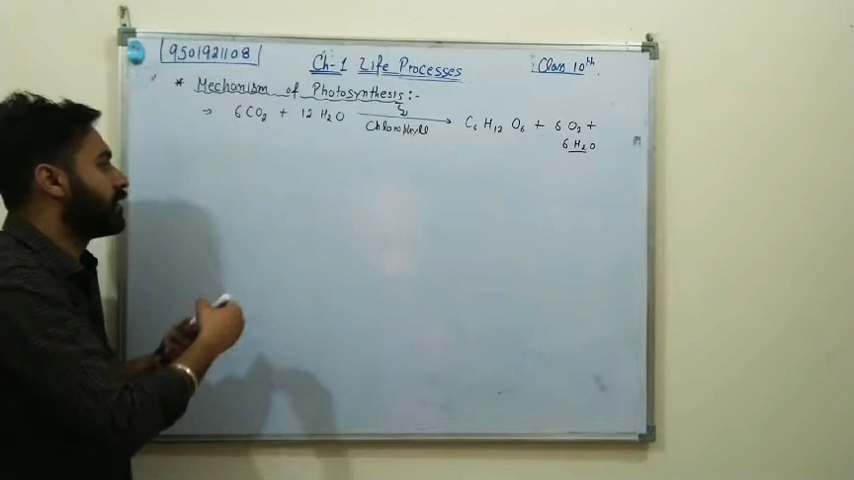 9501921108
Ch-1 Life Processes
Class 10th
* Mechanism of Photosynthesis :-
→ 6CO2 + 12 H2O ⟶ C6 H12 O6 + 6 O2 +
Chlorophyll
6 H2O